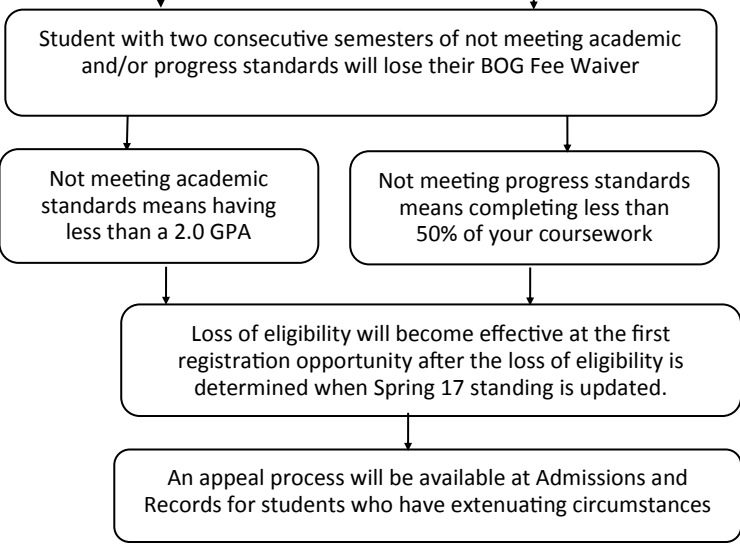 Student with two consecutive semesters of not meeting academic
and/or progress standards will lose their BOG Fee Waiver
Not meeting academic
standards means having
less than a 2.0 GPA
Not meeting progress standards
means completing less than
50% of your coursework
Loss of eligibility will become effective at the first
registration opportunity after the loss of eligibility is
determined when Spring 17 standing is updated.
An appeal process will be available at Admissions and
Records for students who have extenuating circumstances